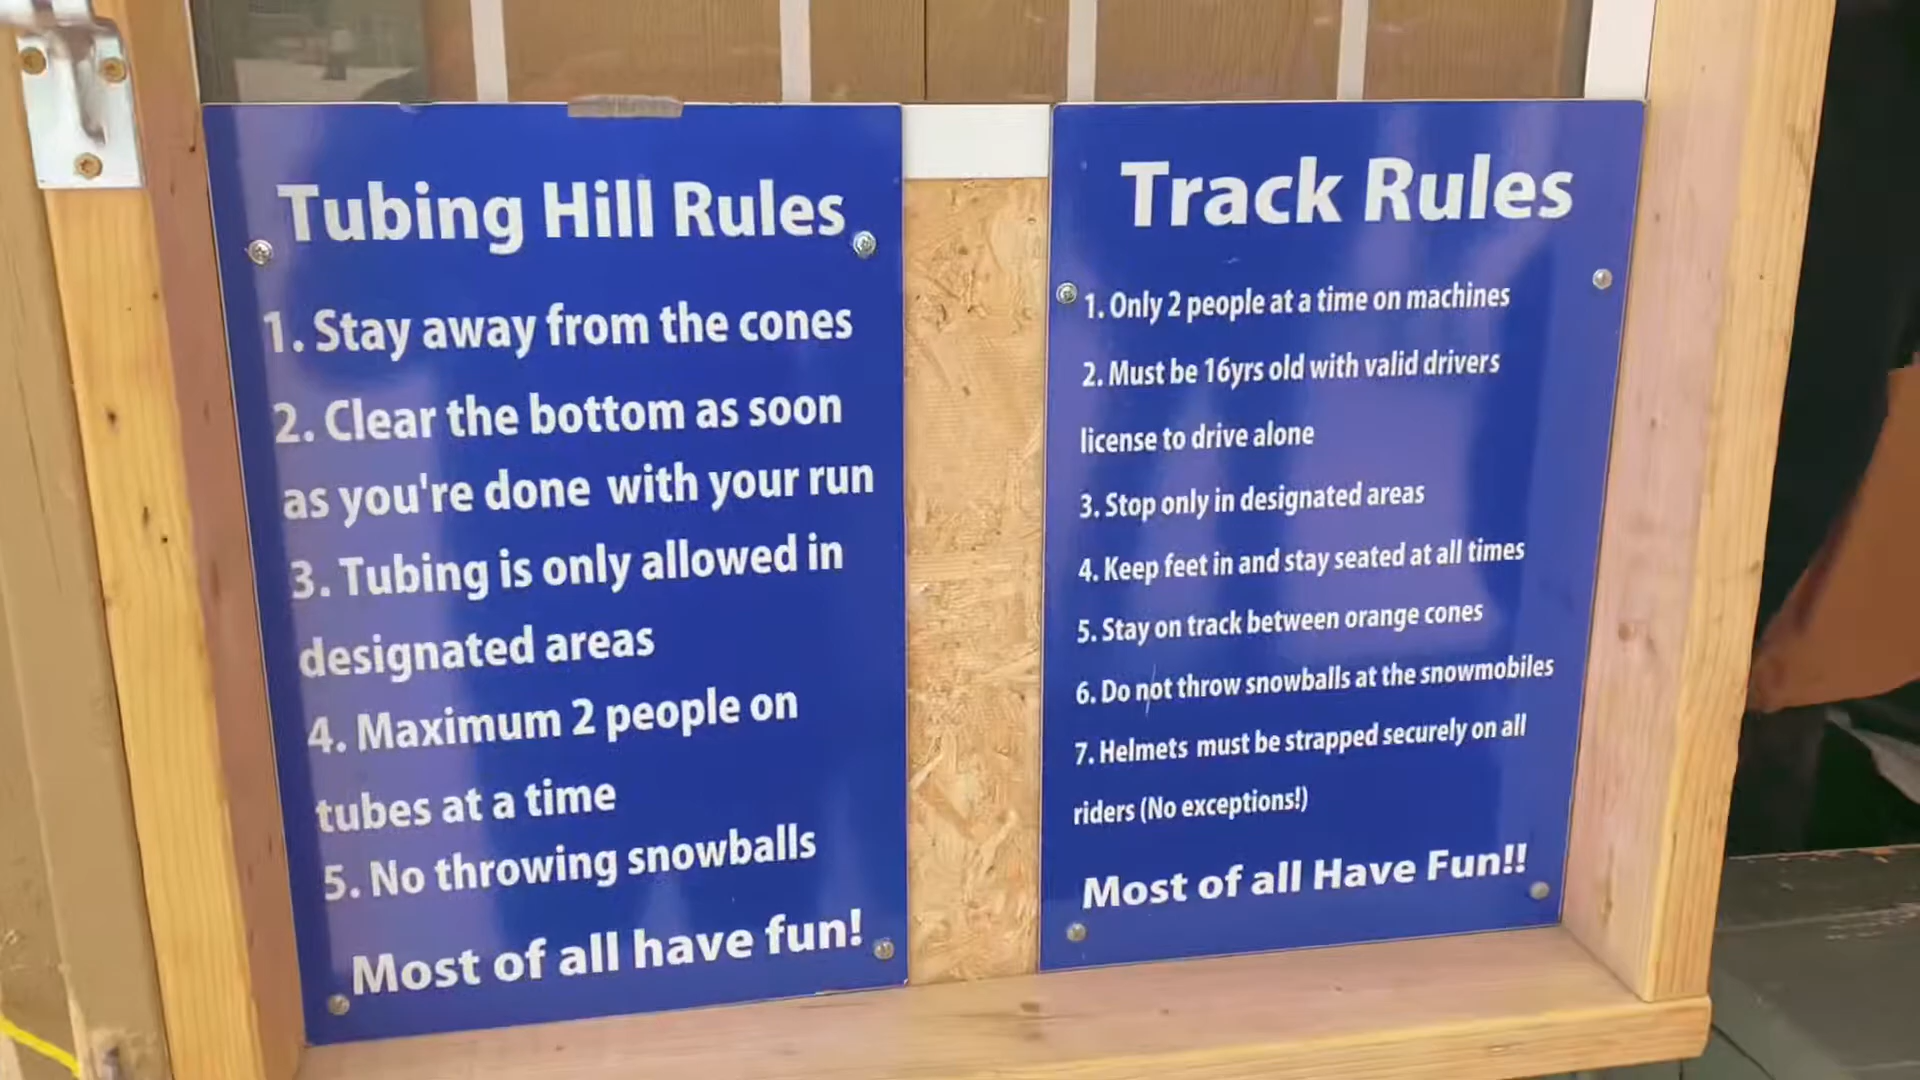 Tubing Hill Rules
1. Stay away from the cones
2. Clear the bottom as soon
as you're done with your run
3. Tubing is only allowed in
designated areas
4. Maximum 2 people on
tubes at a time
5. No throwing snowballs
Most of all have fun!
Track Rules
1. Only 2 people at a time on machines
2. Must be 16yrs old with valid drivers
license to drive alone
3. Stop only in designated areas
4. Keep feet in and stay seated at all times
5. Stay on track between orange cones
6. Do not throw snowballs at the snowmobiles
7. Helmets must be strapped securely on all
riders (No exceptions!)
Most of all Have Fun!!